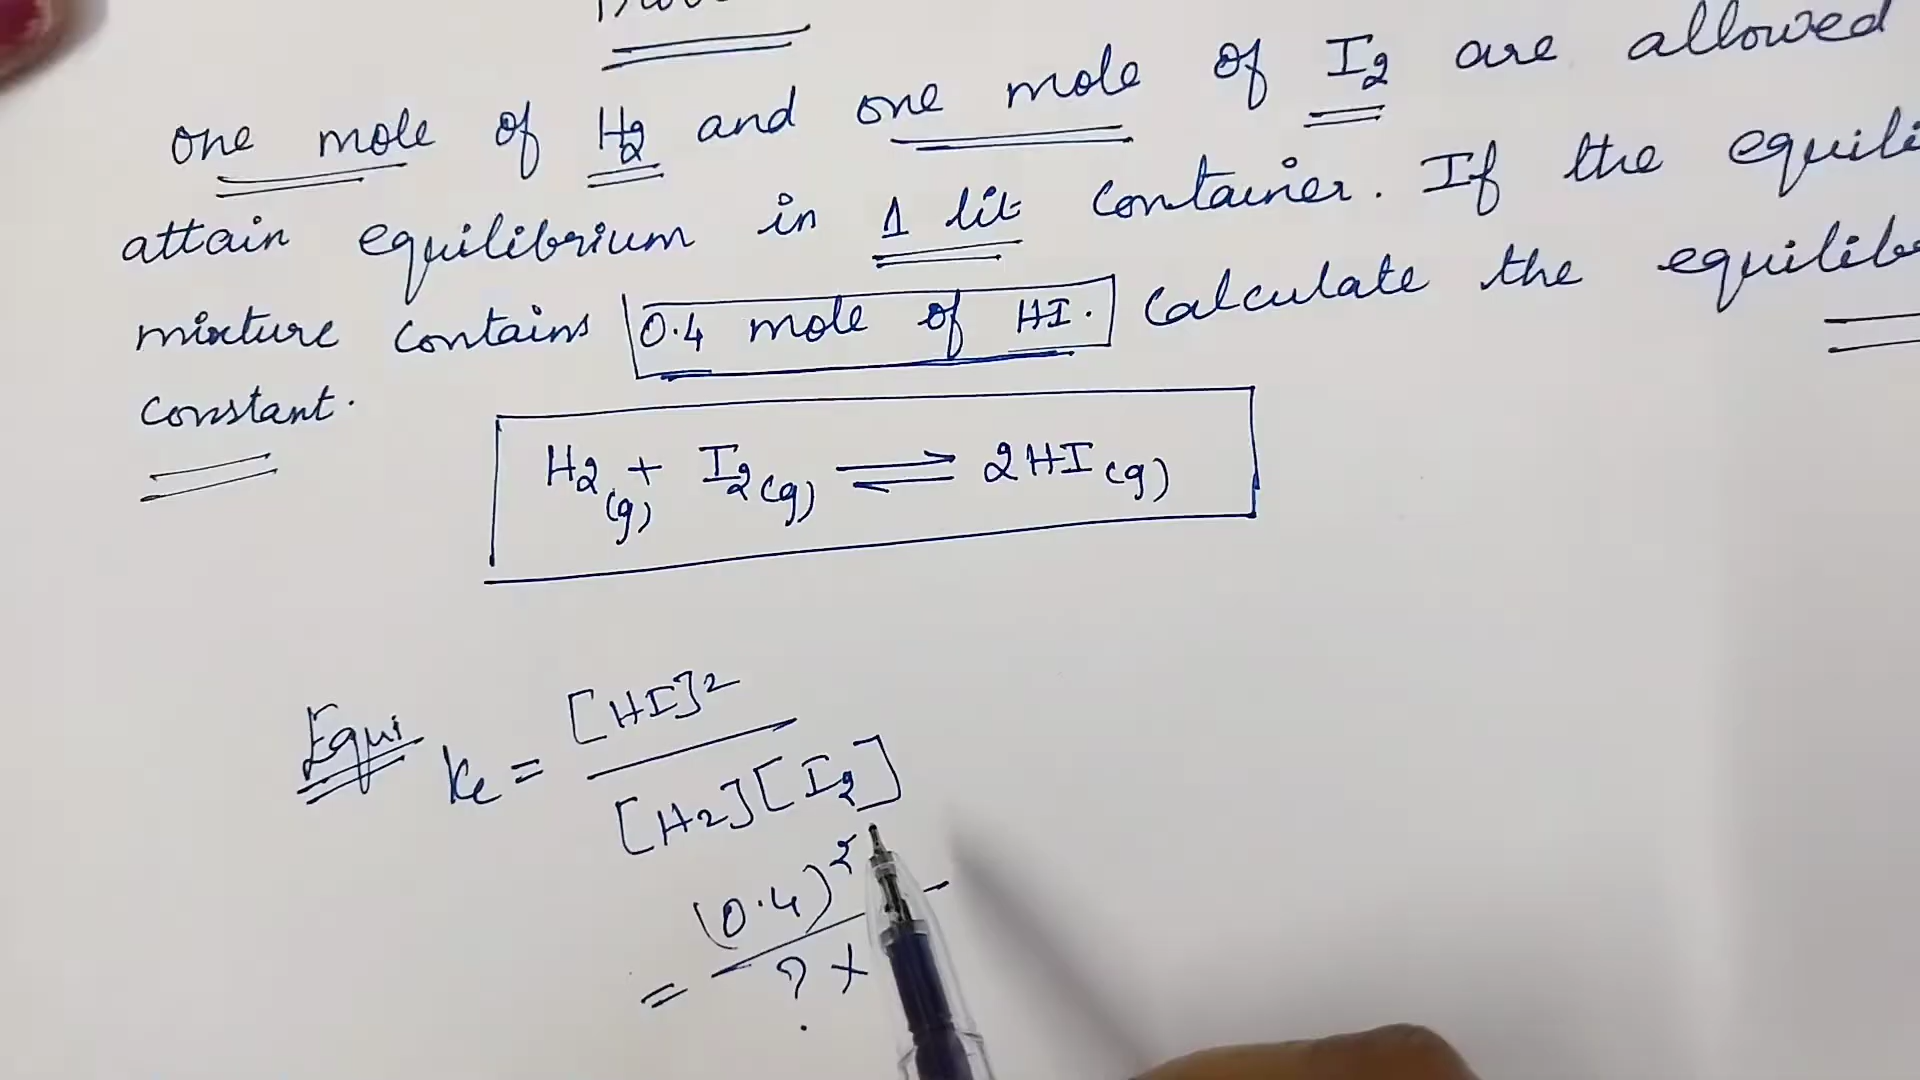 one mole of H2 and one mole of I2 are allowed
attain equilibrium in 1 lit container. If the
mixture contains 0.4 mole of HI. Calculate the
constant.
H2(g) + I2(g) ⇌ 2HI(g)
Equi Kc = [HI]²
[H2][I2]
= (0.4)²
? x